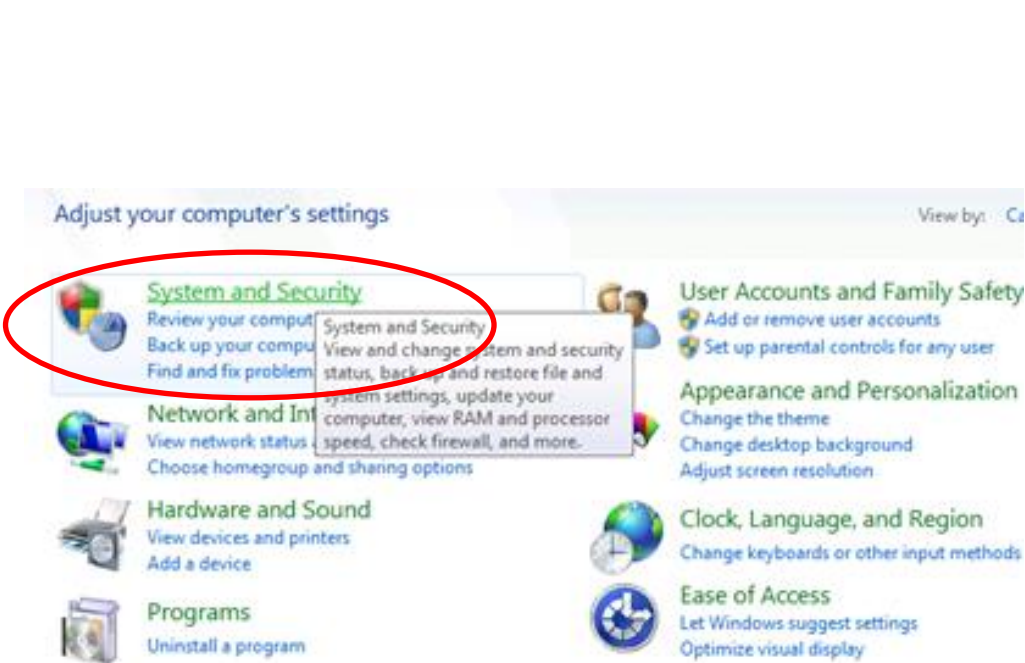 Adjust your computer's settings
View by: Ca
System and Security
Review your comput
Back up your compu
Find and fix problem
System and Security
View and change system and security
status, back up and restore file and
system settings, update your
computer, view RAM and processor
speed, check firewall, and more.
Network and Int
View network status
Choose homegroup and sharing options
Hardware and Sound
View devices and printers
Add a device
Programs
Uninstall a program
User Accounts and Family Safety
Add or remove user accounts
Set up parental controls for any user
Appearance and Personalization
Change the theme
Change desktop background
Adjust screen resolution
Clock, Language, and Region
Change keyboards or other input methods
Ease of Access
Let Windows suggest settings
Optimize visual display